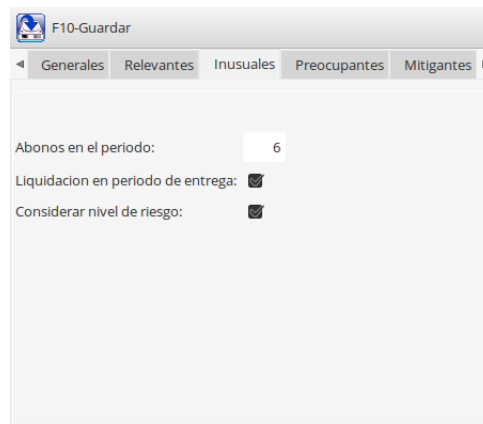 F10-Guardar
Generales Relevantes Inusuales Preocupantes Mitigantes
Abonos en el periodo: 6
Liquidacion en periodo de entrega:
Considerar nivel de riesgo: